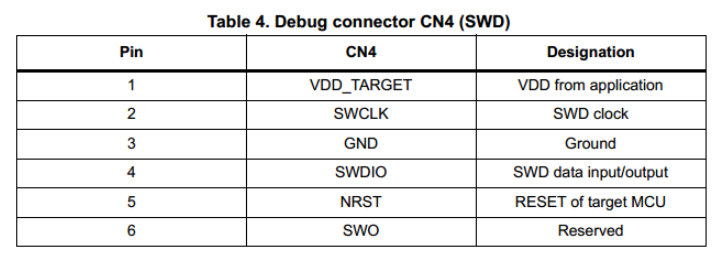 Table 4. Debug connector CN4 (SWD)
Pin CN4 Designation
1 VDD_TARGET VDD from application
2 SWCLK SWD clock
3 GND Ground
4 SWDIO SWD data input/output
5 NRST RESET of target MCU
6 SWO Reserved